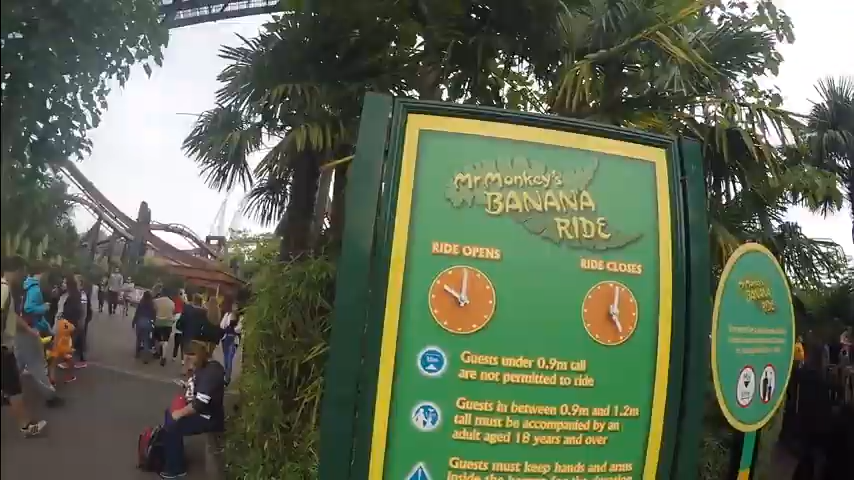 Mr Monkey's
BANANA
RIDE
RIDE OPENS
RIDE CLOSES
Guests under 0.9m tall
are not permitted to ride
Guests in between 0.9m and 1.2m
tall must be accompanied by an
adult aged 18 years and over
Guests must keep hands and arms
BANANA
RIDE